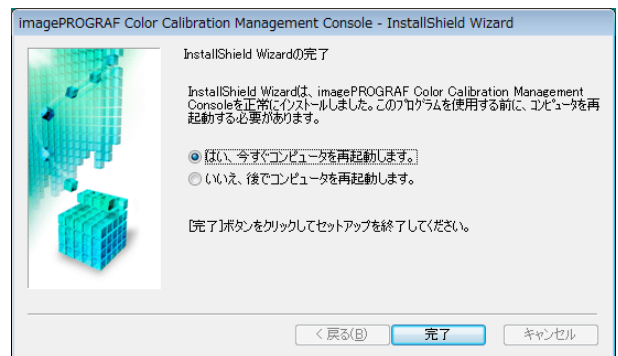 imagePROGRAF Color Calibration Management Console - InstallShield Wizard
InstallShield Wizardの完了
InstallShield Wizardは、imagePROGRAF Color Calibration Management
Consoleを正常にインストールしました。このプログラムを使用する前に、コンピュータを再
起動する必要があります。
はい、今すぐコンピュータを再起動します。
いいえ、後でコンピュータを再起動します。
[完了]ボタンをクリックしてセットアップを終了してください。
< 戻る(B)
完了
キャンセル